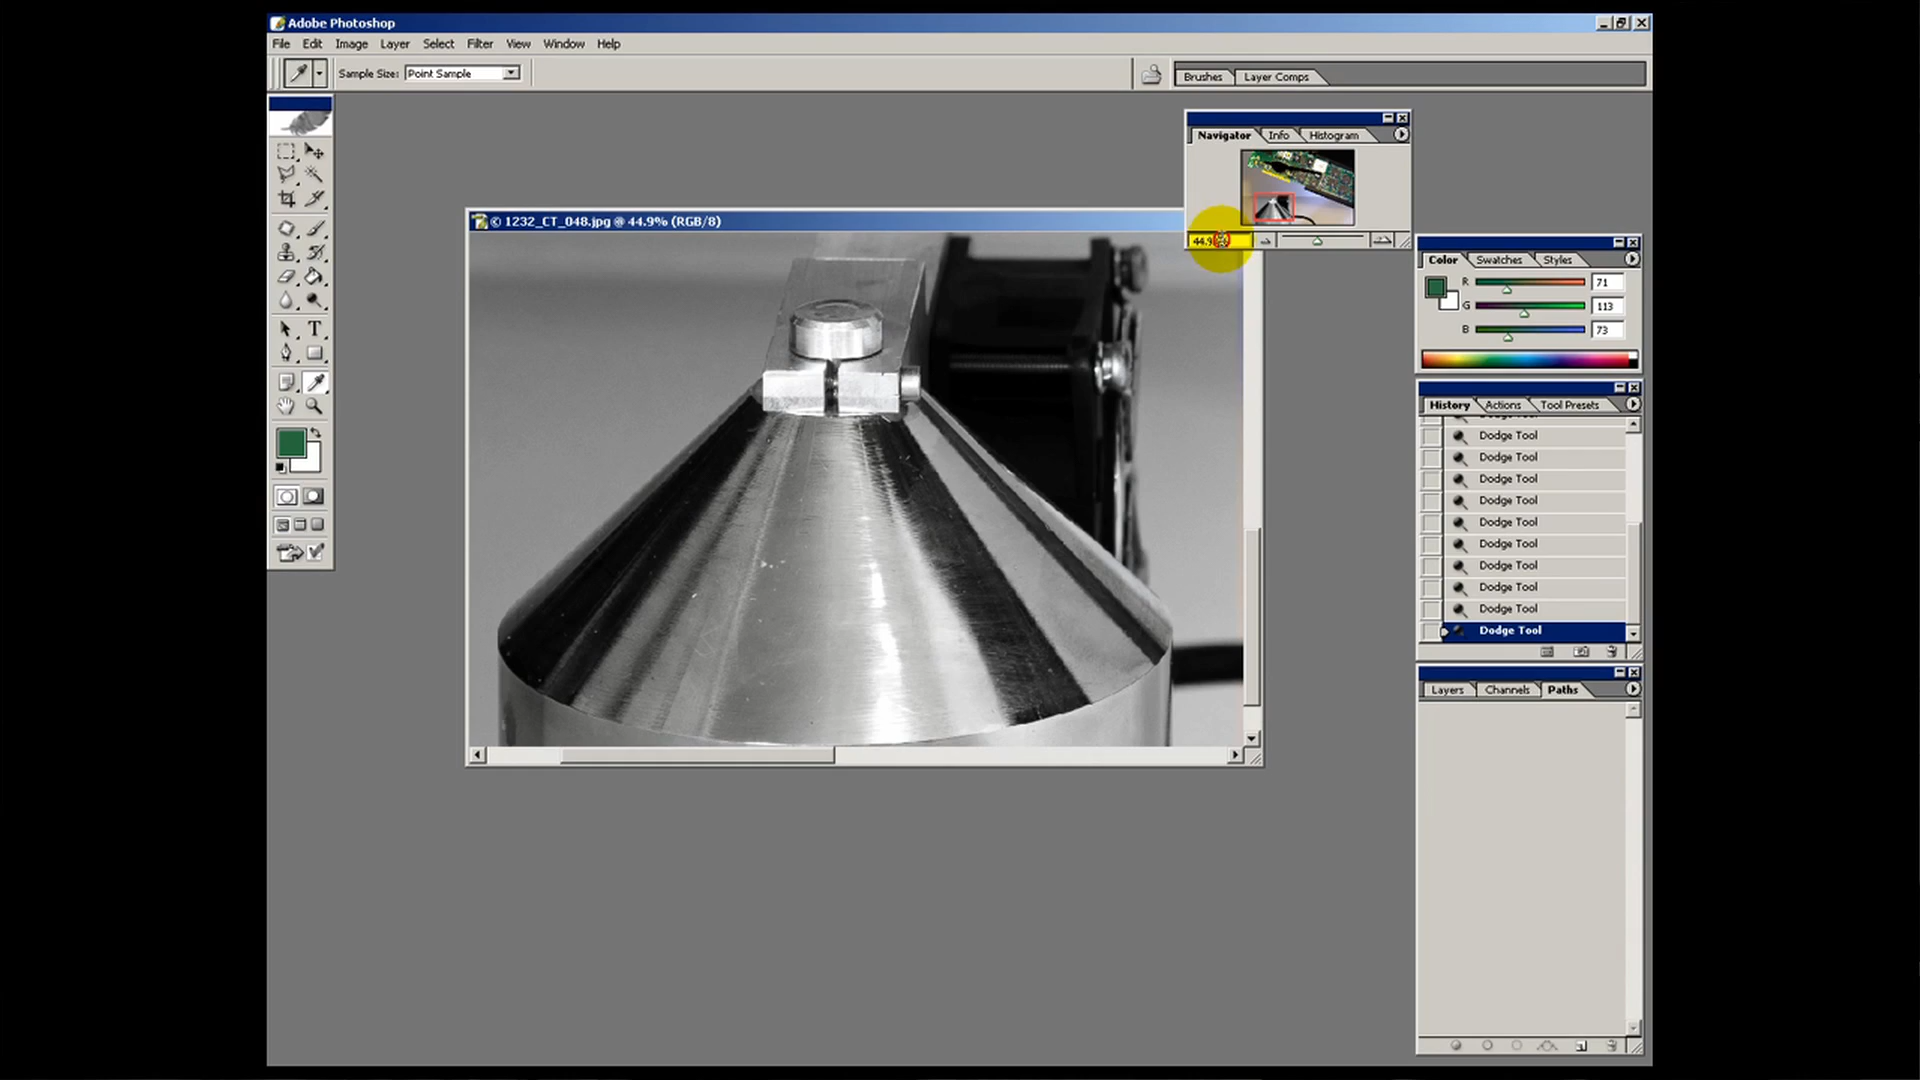 Adobe Photoshop
File Edit Image Layer Select Filter View Window Help
Sample Size: Point Sample
Brushes Layer Comps
Navigator Info Histogram
© 1232_CT_048.jpg @ 44.9% (RGB/8)
Color Swatches Styles
R 71
G 113
B 73
T
History Actions Tool Presets
Dodge Tool
Dodge Tool
Dodge Tool
Dodge Tool
Dodge Tool
Dodge Tool
Dodge Tool
Dodge Tool
Dodge Tool
Dodge Tool
Layers Channels Paths